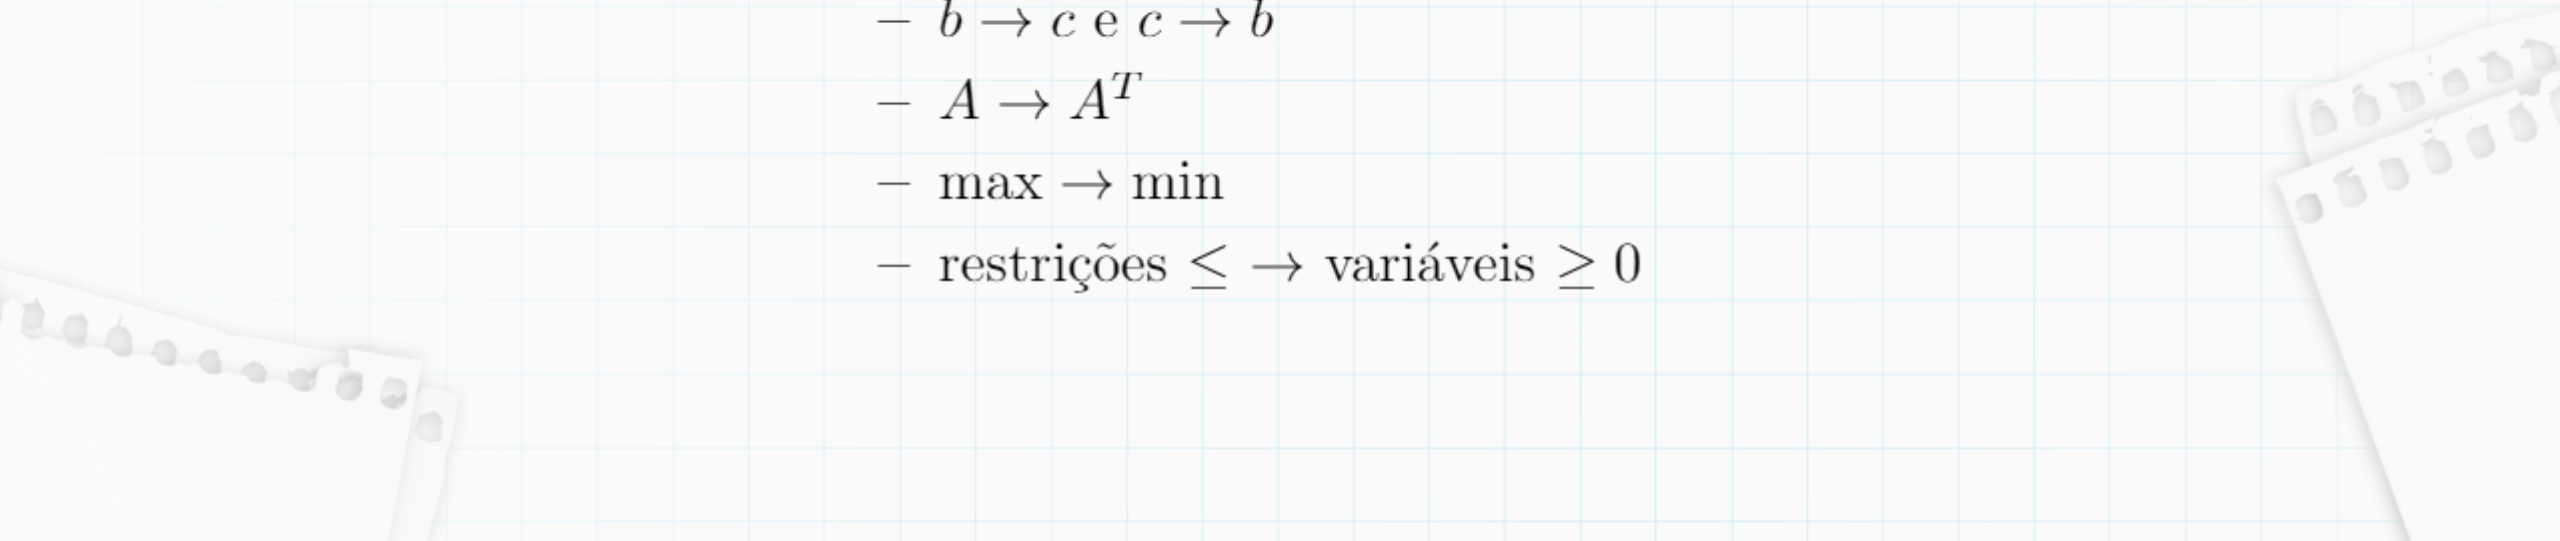 – b → c e c → b
– A → A^T
– max → min
– restrições ≤ → variáveis ≥ 0